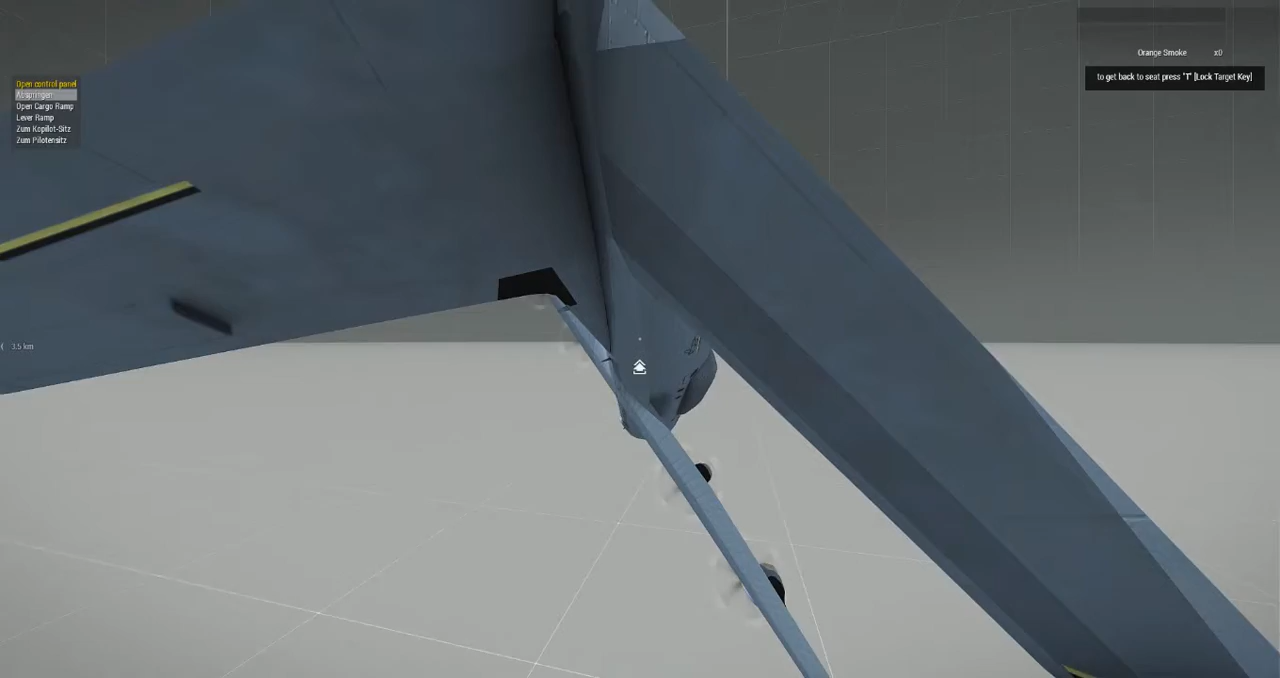 Open control panel
Abspringen
Open Cargo Ramp
Lever Ramp
Zum Kopilot-Sitz
Zum Pilotensitz
Orange Smoke x0
to get back to seat press "T" [Lock Target Key]
3.5 km